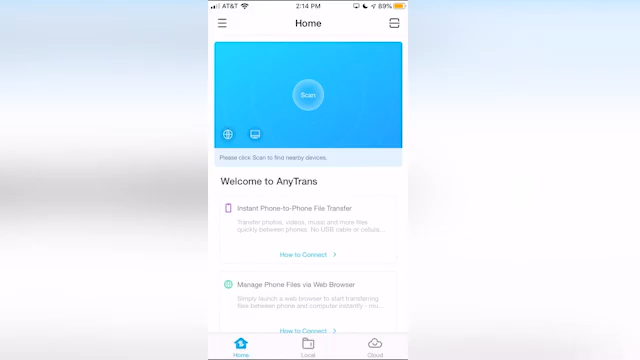 AT&T 2:14 PM 89%
Home
Scan
Please click Scan to find nearby devices.
Welcome to AnyTrans
Instant Phone-to-Phone File Transfer
Transfer photos, videos, music and more files
quickly between phones. No USB cable or cellula...
How to Connect
Manage Phone Files via Web Browser
Simply launch a web browser to start transferring
files between phone and computer instantly - mu...
How to Connect
Home Local Cloud